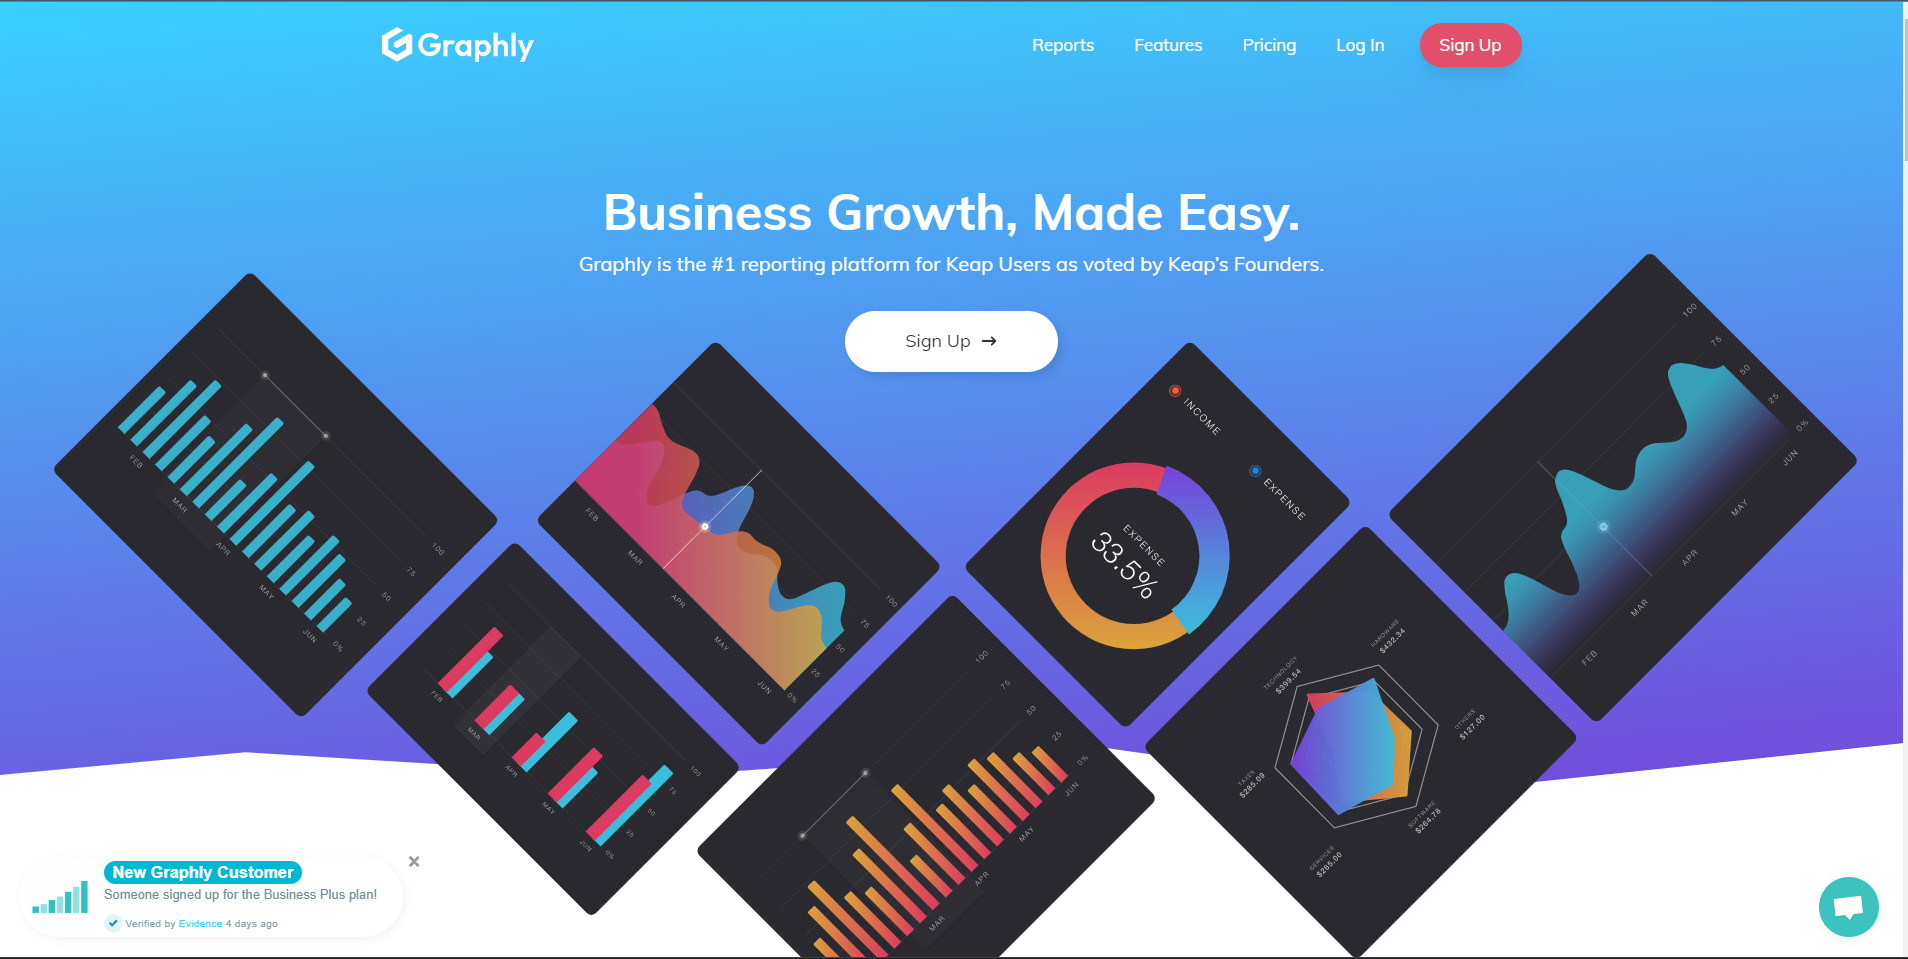 Graphly
Reports
Features
Pricing
Log In
Sign Up
Business Growth, Made Easy.
Graphly is the #1 reporting platform for Keap Users as voted by Keap's Founders.
Sign Up →
FEB
MAR
APR
MAY
JUN
0%
25
50
75
100
FEB
MAR
APR
MAY
JUN
0%
25
50
75
100
FEB
MAR
APR
MAY
JUN
0%
25
50
75
100
INCOME
EXPENSE
EXPENSE
33.5%
100
75
50
25
0%
JUN
MAY
APR
MAR
FEB
100
75
50
25
0%
JUN
MAY
APR
MAR
HARDWARE
$432.34
TECHNOLOGY
$399.54
OTHERS
$127.00
TAXES
$285.09
SOFTWARE
$264.78
SERVICES
$265.00
New Graphly Customer
Someone signed up for the Business Plus plan!
Verified by Evidence 4 days ago